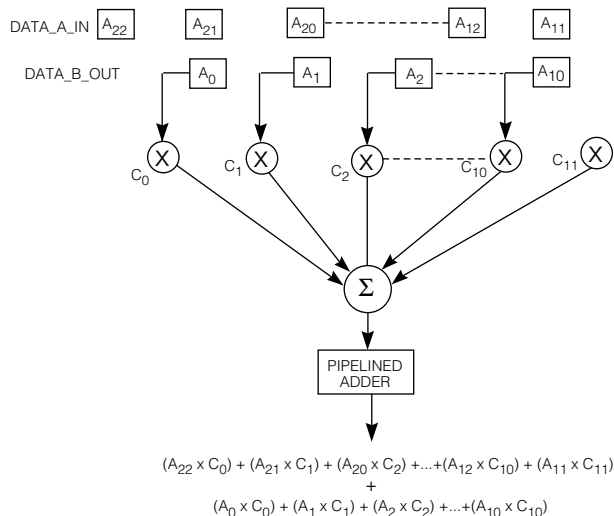 DATA_A_IN A22 A21 A20 A12 A11
DATA_B_OUT A0 A1 A2 A10
X X X X X
C0 C1 C2 C10 C11
Σ
PIPELINED
ADDER
(A22 x C0) + (A21 x C1) + (A20 x C2) +...+(A12 x C10) + (A11 x C11)
+
(A0 x C0) + (A1 x C1) + (A2 x C2) +...+(A10 x C10)